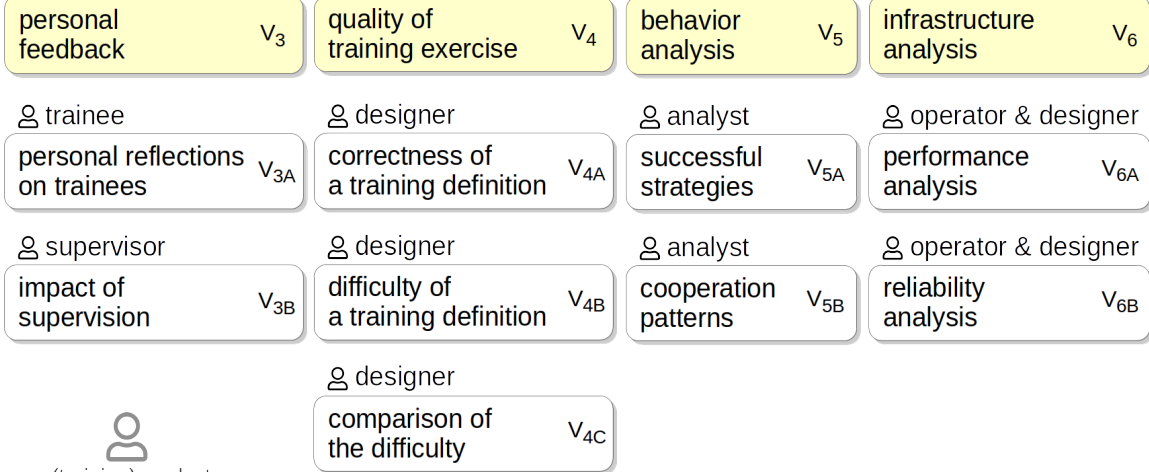 personal
feedback
V3
quality of
training exercise
V4
behavior
analysis
V5
infrastructure
analysis
V6
trainee
personal reflections
on trainees
V3A
designer
correctness of
a training definition
V4A
analyst
successful
strategies
V5A
operator & designer
performance
analysis
V6A
supervisor
impact of
supervision
V3B
designer
difficulty of
a training definition
V4B
analyst
cooperation
patterns
V5B
operator & designer
reliability
analysis
V6B
designer
comparison of
the difficulty
V4C